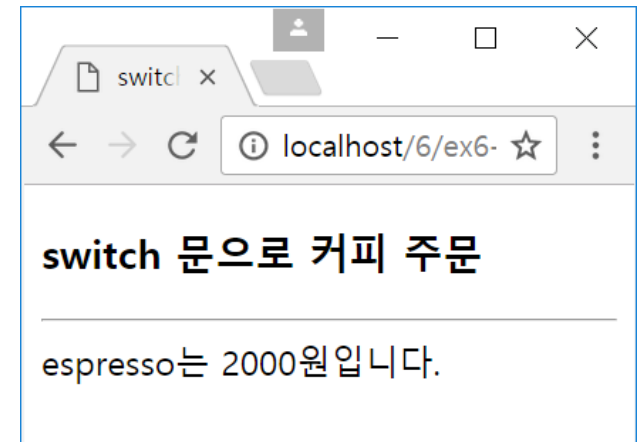 switc
localhost/6/ex6-
switch 문으로 커피 주문
espresso는 2000원입니다.